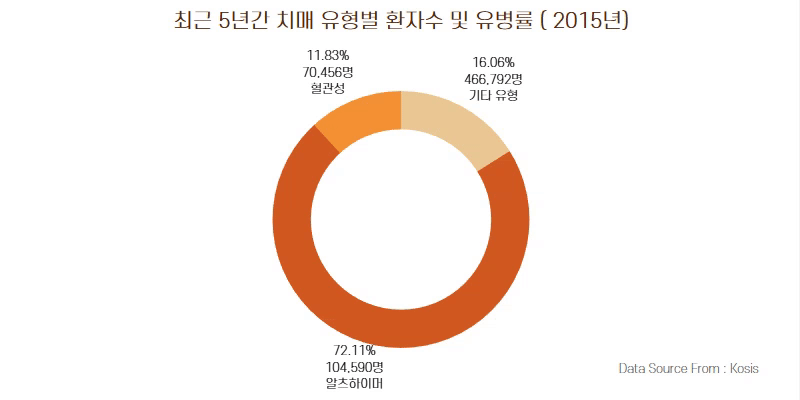 최근 5년간 치매 유형별 환자수 및 유병률 ( 2015년)
11.83%
70,456명
혈관성
16.06%
466,792명
기타 유형
72.11%
104,590명
알츠하이머
Data Source From : Kosis